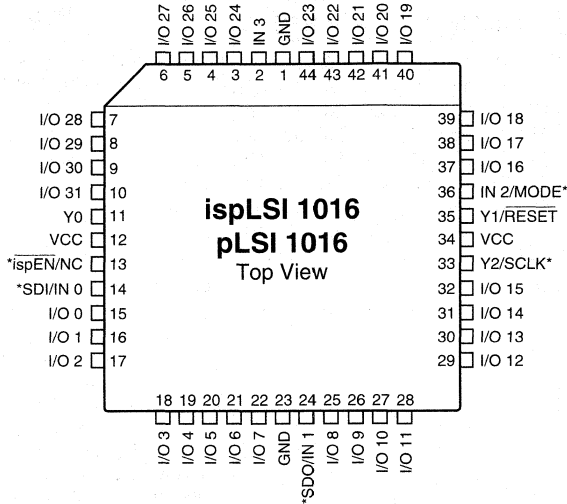 I/O 27
I/O 26
I/O 25
I/O 24
IN 3
GND
I/O 23
I/O 22
I/O 21
I/O 20
I/O 19
6 5 4 3 2 1 44 43 42 41 40
I/O 28 7
I/O 29 8
I/O 30 9
I/O 31 10
Y0 11
VCC 12
*ispEN/NC 13
*SDI/IN 0 14
I/O 0 15
I/O 1 16
I/O 2 17
ispLSI 1016
pLSI 1016
Top View
39 I/O 18
38 I/O 17
37 I/O 16
36 IN 2/MODE*
35 Y1/RESET
34 VCC
33 Y2/SCLK*
32 I/O 15
31 I/O 14
30 I/O 13
29 I/O 12
18 19 20 21 22 23 24 25 26 27 28
I/O 3
I/O 4
I/O 5
I/O 6
I/O 7
GND
*SDO/IN 1
I/O 8
I/O 9
I/O 10
I/O 11